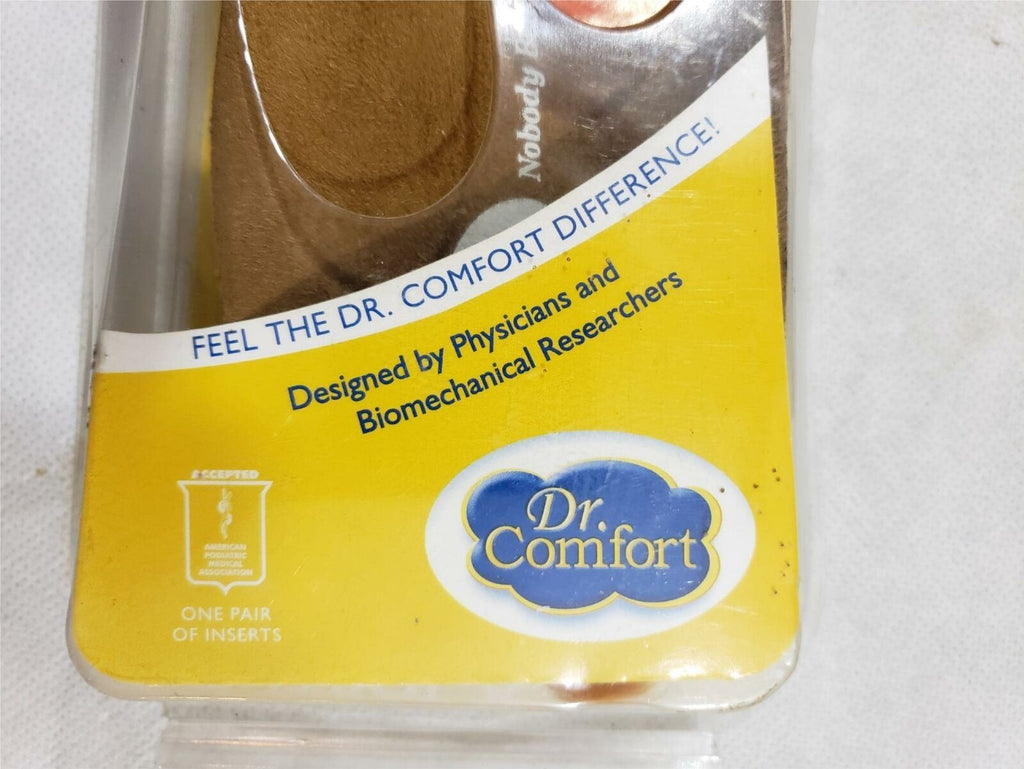 Nobody
FEEL THE DR. COMFORT DIFFERENCE!
Designed by Physicians and
Biomechanical Researchers
ACCEPTED
AMERICAN
PODIATRIC
MEDICAL
ASSOCIATION
ONE PAIR
OF INSERTS
Dr.
Comfort